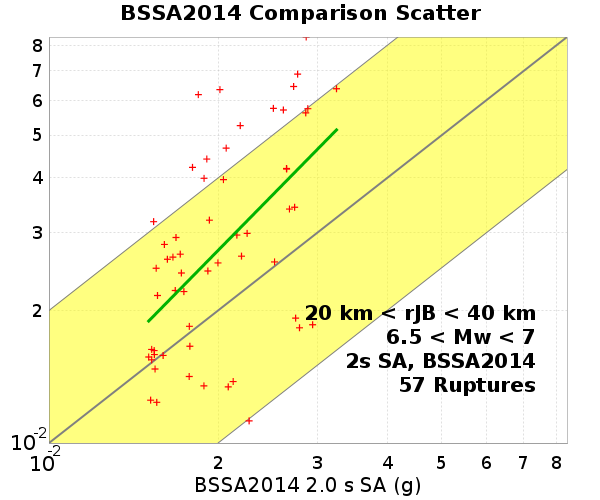 BSSA2014 Comparison Scatter
8
7
6
5
4
3
2
10-2
20 km < rJB < 40 km
6.5 < Mw < 7
2s SA, BSSA2014
57 Ruptures
10-2 2 3 4 5 6 7 8
BSSA2014 2.0 s SA (g)